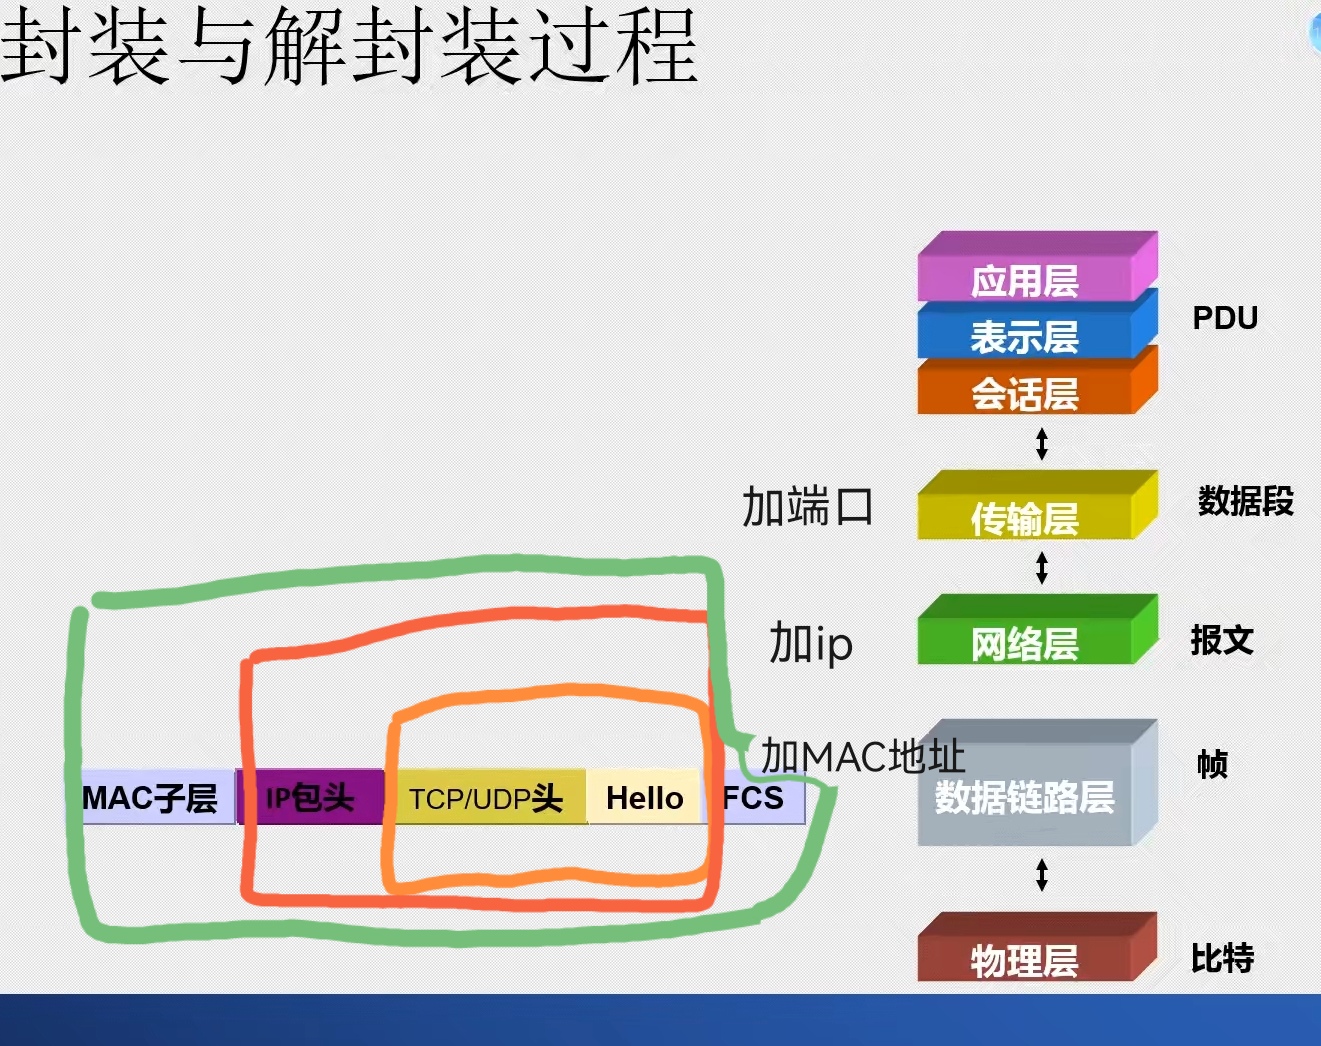 封装与解封装过程
应用层
表示层
PDU
会话层
加端口
传输层
数据段
加ip
网络层
报文
加MAC地址
帧
MAC子层
IP包头
TCP/UDP头
Hello
FCS
数据链路层
物理层
比特